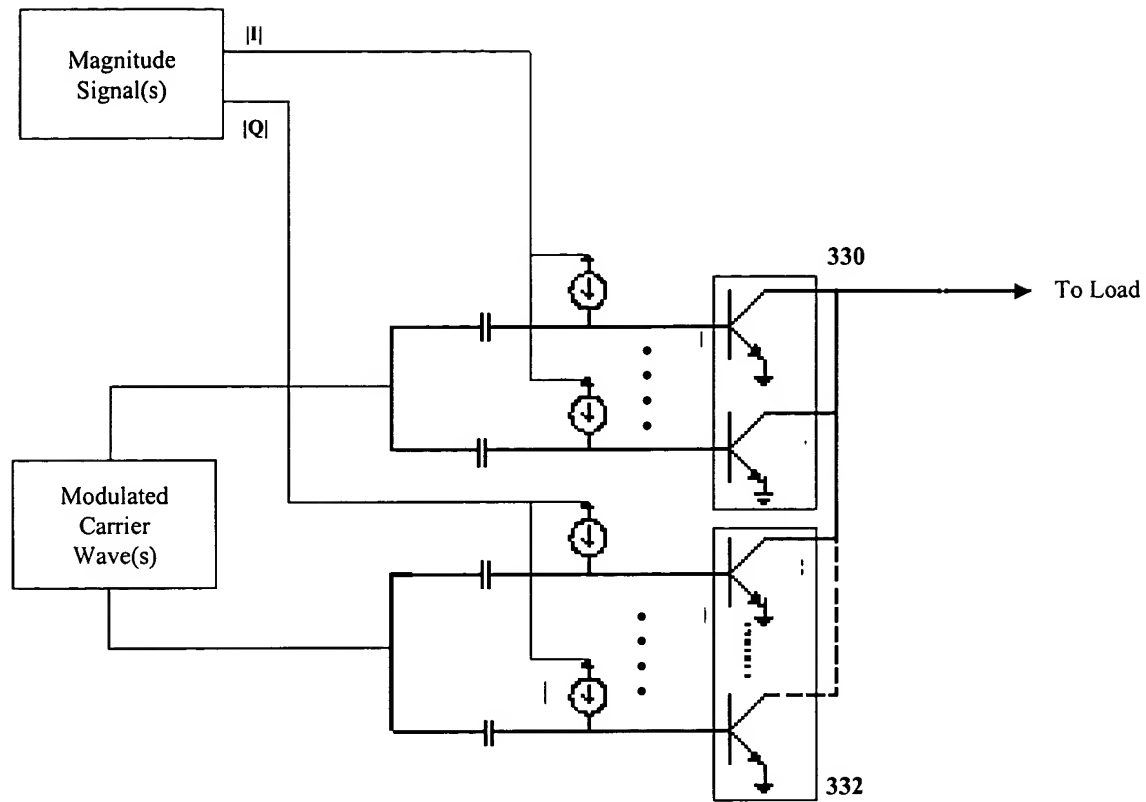 Magnitude
Signal(s)
|I|
|Q|
330
To Load
Modulated
Carrier
Wave(s)
332